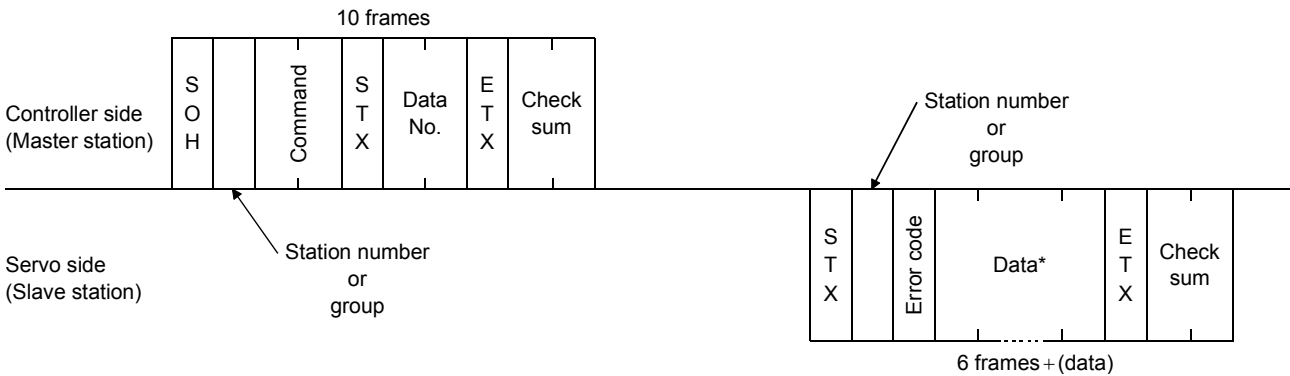 10 frames
Controller side
(Master station)
S
O
H
Command
S
T
X
Data
No.
E
T
X
Check
sum
Station number
or
group
Servo side
(Slave station)
Station number
or
group
S
T
X
Error code
Data*
E
T
X
Check
sum
6 frames + (data)